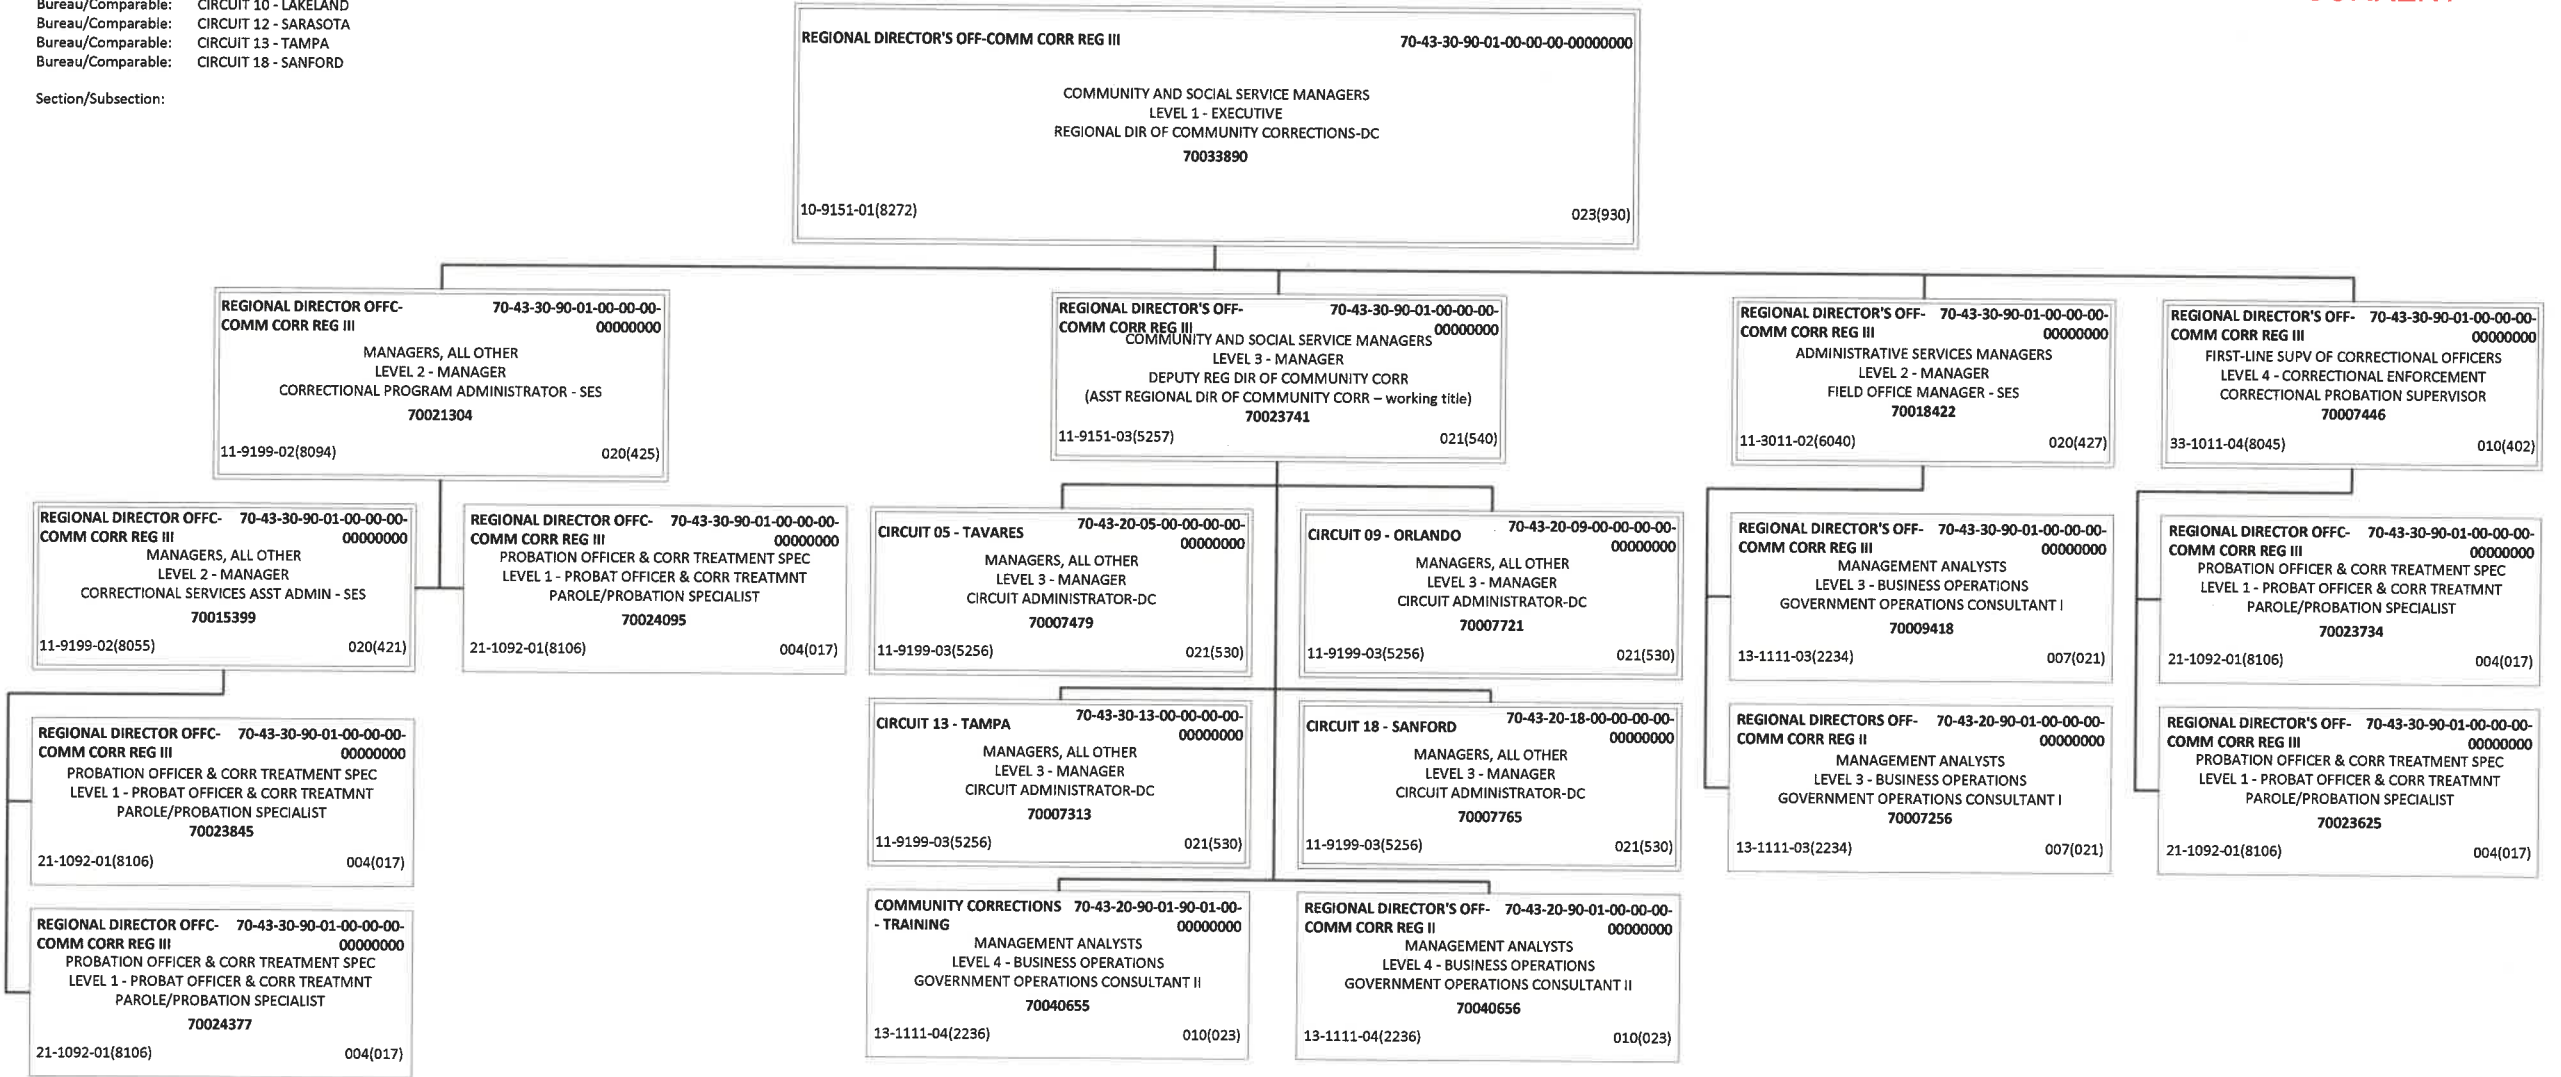 Bureau/Comparable: CIRCUIT 10 - LAKELAND
Bureau/Comparable: CIRCUIT 12 - SARASOTA
Bureau/Comparable: CIRCUIT 13 - TAMPA
Bureau/Comparable: CIRCUIT 18 - SANFORD
Section/Subsection:
REGIONAL DIRECTOR'S OFF-COMM CORR REG III 70-43-30-90-01-00-00-00-00000000
COMMUNITY AND SOCIAL SERVICE MANAGERS
LEVEL 1 - EXECUTIVE
REGIONAL DIR OF COMMUNITY CORRECTIONS-DC
70033890
10-9151-01(8272) 023(930)
REGIONAL DIRECTOR OFFC- 70-43-30-90-01-00-00-00-
COMM CORR REG III 00000000
MANAGERS, ALL OTHER
LEVEL 2 - MANAGER
CORRECTIONAL PROGRAM ADMINISTRATOR - SES
70021304
11-9199-02(8094) 020(425)
REGIONAL DIRECTOR'S OFF- 70-43-30-90-01-00-00-00-
COMM CORR REG III 00000000
COMMUNITY AND SOCIAL SERVICE MANAGERS
LEVEL 3 - MANAGER
DEPUTY REG DIR OF COMMUNITY CORR
(ASST REGIONAL DIR OF COMMUNITY CORR – working title)
70023741
11-9151-03(5257) 021(540)
REGIONAL DIRECTOR'S OFF- 70-43-30-90-01-00-00-00-
COMM CORR REG III 00000000
ADMINISTRATIVE SERVICES MANAGERS
LEVEL 2 - MANAGER
FIELD OFFICE MANAGER - SES
70018422
11-3011-02(6040) 020(427)
REGIONAL DIRECTOR'S OFF- 70-43-30-90-01-00-00-00-
COMM CORR REG III 00000000
FIRST-LINE SUPV OF CORRECTIONAL OFFICERS
LEVEL 4 - CORRECTIONAL ENFORCEMENT
CORRECTIONAL PROBATION SUPERVISOR
70007446
33-1011-04(8045) 010(402)
REGIONAL DIRECTOR OFFC- 70-43-30-90-01-00-00-00-
COMM CORR REG III 00000000
MANAGERS, ALL OTHER
LEVEL 2 - MANAGER
CORRECTIONAL SERVICES ASST ADMIN - SES
70015399
11-9199-02(8055) 020(421)
REGIONAL DIRECTOR OFFC- 70-43-30-90-01-00-00-00-
COMM CORR REG III 00000000
PROBATION OFFICER & CORR TREATMENT SPEC
LEVEL 1 - PROBAT OFFICER & CORR TREATMNT
PAROLE/PROBATION SPECIALIST
70024095
21-1092-01(8106) 004(017)
CIRCUIT 05 - TAVARES 70-43-20-05-00-00-00-00-
00000000
MANAGERS, ALL OTHER
LEVEL 3 - MANAGER
CIRCUIT ADMINISTRATOR-DC
70007479
11-9199-03(5256) 021(530)
CIRCUIT 09 - ORLANDO 70-43-20-09-00-00-00-00-
00000000
MANAGERS, ALL OTHER
LEVEL 3 - MANAGER
CIRCUIT ADMINISTRATOR-DC
70007721
11-9199-03(5256) 021(530)
REGIONAL DIRECTOR'S OFF- 70-43-30-90-01-00-00-00-
COMM CORR REG III 00000000
MANAGEMENT ANALYSTS
LEVEL 3 - BUSINESS OPERATIONS
GOVERNMENT OPERATIONS CONSULTANT I
70009418
13-1111-03(2234) 007(021)
REGIONAL DIRECTOR OFFC- 70-43-30-90-01-00-00-00-
COMM CORR REG III 00000000
PROBATION OFFICER & CORR TREATMENT SPEC
LEVEL 1 - PROBAT OFFICER & CORR TREATMNT
PAROLE/PROBATION SPECIALIST
70023734
21-1092-01(8106) 004(017)
REGIONAL DIRECTOR OFFC- 70-43-30-90-01-00-00-00-
COMM CORR REG III 00000000
PROBATION OFFICER & CORR TREATMENT SPEC
LEVEL 1 - PROBAT OFFICER & CORR TREATMNT
PAROLE/PROBATION SPECIALIST
70023845
21-1092-01(8106) 004(017)
CIRCUIT 13 - TAMPA 70-43-30-13-00-00-00-00-
00000000
MANAGERS, ALL OTHER
LEVEL 3 - MANAGER
CIRCUIT ADMINISTRATOR-DC
70007313
11-9199-03(5256) 021(530)
CIRCUIT 18 - SANFORD 70-43-20-18-00-00-00-00-
00000000
MANAGERS, ALL OTHER
LEVEL 3 - MANAGER
CIRCUIT ADMINISTRATOR-DC
70007765
11-9199-03(5256) 021(530)
REGIONAL DIRECTORS OFF- 70-43-20-90-01-00-00-00-
COMM CORR REG II 00000000
MANAGEMENT ANALYSTS
LEVEL 3 - BUSINESS OPERATIONS
GOVERNMENT OPERATIONS CONSULTANT I
70007256
13-1111-03(2234) 007(021)
REGIONAL DIRECTOR'S OFF- 70-43-30-90-01-00-00-00-
COMM CORR REG III 00000000
PROBATION OFFICER & CORR TREATMENT SPEC
LEVEL 1 - PROBAT OFFICER & CORR TREATMNT
PAROLE/PROBATION SPECIALIST
70023625
21-1092-01(8106) 004(017)
REGIONAL DIRECTOR OFFC- 70-43-30-90-01-00-00-00-
COMM CORR REG III 00000000
PROBATION OFFICER & CORR TREATMENT SPEC
LEVEL 1 - PROBAT OFFICER & CORR TREATMNT
PAROLE/PROBATION SPECIALIST
70024377
21-1092-01(8106) 004(017)
COMMUNITY CORRECTIONS 70-43-20-90-01-90-01-00-
- TRAINING 00000000
MANAGEMENT ANALYSTS
LEVEL 4 - BUSINESS OPERATIONS
GOVERNMENT OPERATIONS CONSULTANT II
70040655
13-1111-04(2236) 010(023)
REGIONAL DIRECTOR'S OFF- 70-43-20-90-01-00-00-00-
COMM CORR REG II 00000000
MANAGEMENT ANALYSTS
LEVEL 4 - BUSINESS OPERATIONS
GOVERNMENT OPERATIONS CONSULTANT II
70040656
13-1111-04(2236) 010(023)